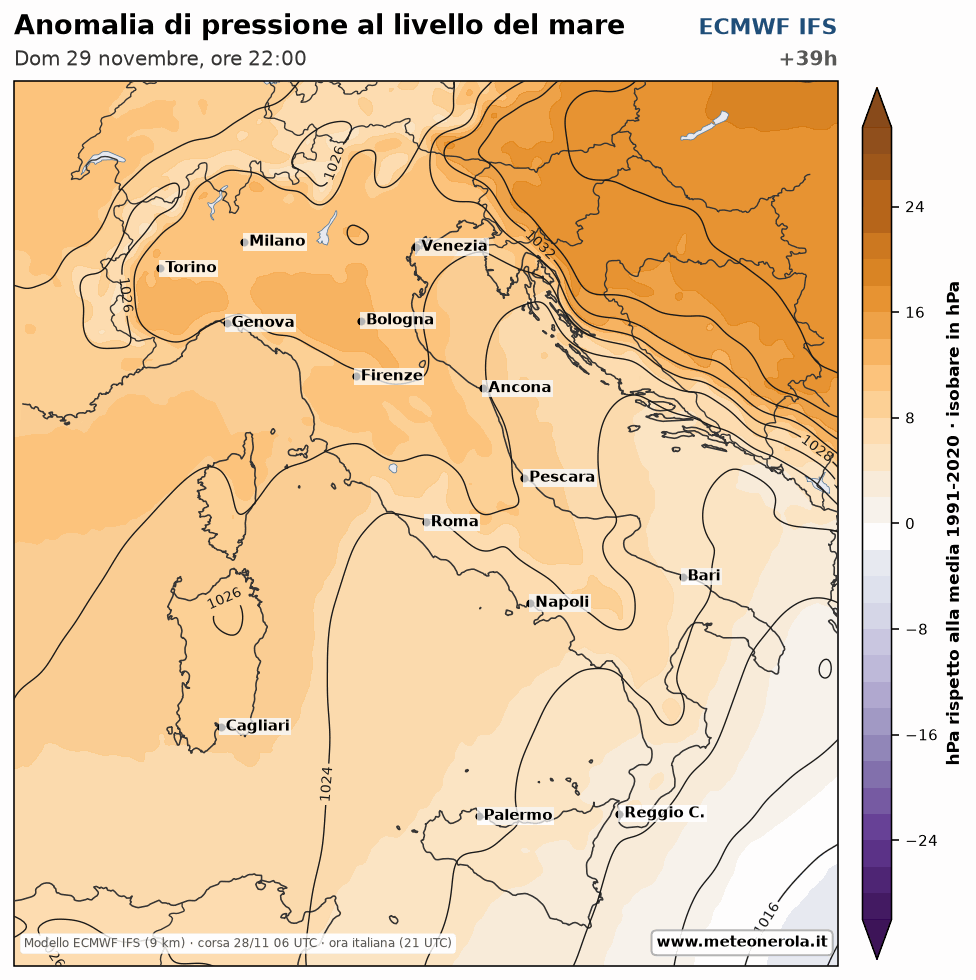 Anomalia di pressione al livello del mare
ECMWF IFS
Dom 29 novembre, ore 22:00
+39h
1026
Milano
Venezia
1032
Torino
1026
Genova
Bologna
Firenze
Ancona
1028
Pescara
Roma
Bari
1026
Napoli
Cagliari
1024
Palermo
Reggio C.
1016
Modello ECMWF IFS (9 km) · corsa 28/11 06 UTC · ora italiana (21 UTC)
www.meteonerola.it
24
16
8
0
−8
−16
−24
hPa rispetto alla media 1991-2020 · isobare in hPa